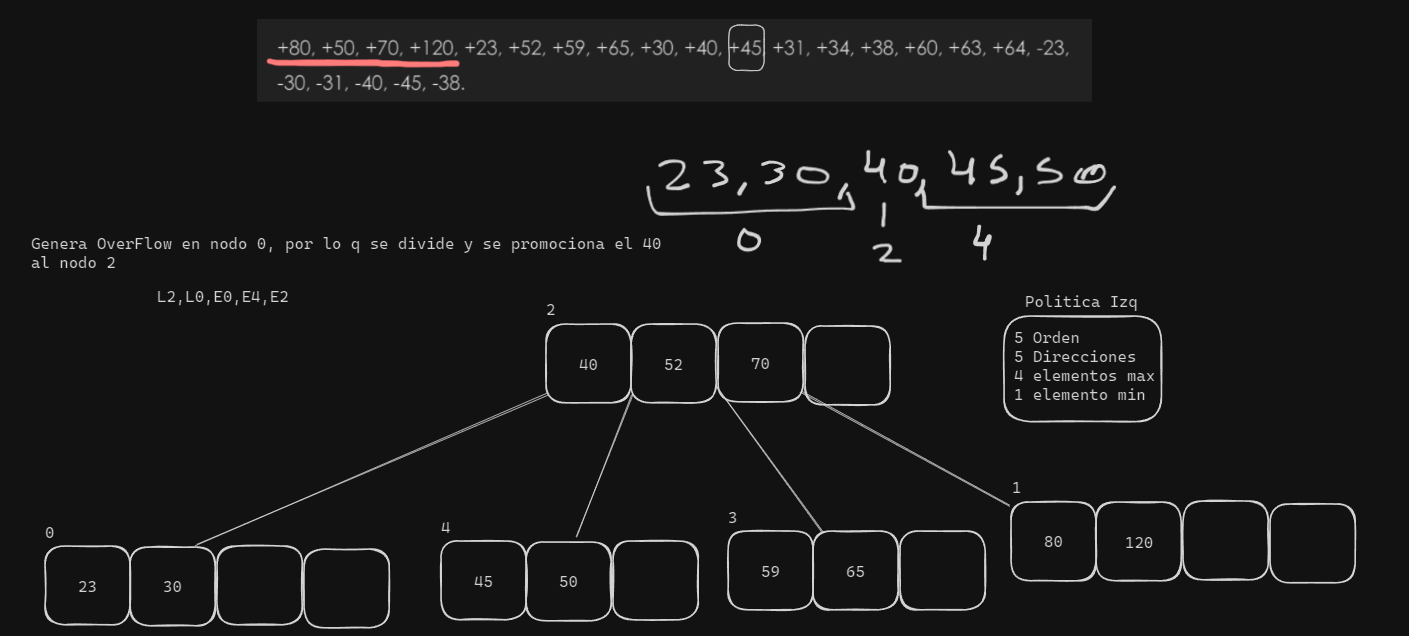 +80, +50, +70, +120, +23, +52, +59, +65, +30, +40, +45, +31, +34, +38, +60, +63, +64, -23,
-30, -31, -40, -45, -38.
23,30,40,45,50
0 2 4
Genera OverFlow en nodo 0, por lo q se divide y se promociona el 40
al nodo 2
L2,L0,E0,E4,E2
Politica Izq
5 Orden
5 Direcciones
4 elementos max
1 elemento min
2
40 52 70
0
23 30
4
45 50
3
59 65
1
80 120